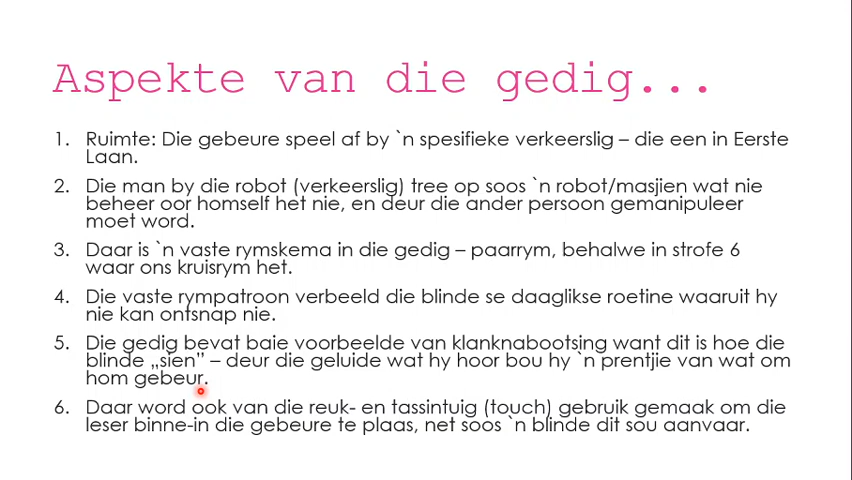 Aspekte van die gedig...
1. Ruimte: Die gebeure speel af by `n spesifieke verkeerslig – die een in Eerste
Laan.
2. Die man by die robot (verkeerslig) tree op soos `n robot/masjien wat nie
beheer oor homself het nie, en deur die ander persoon gemanipuleer
moet word.
3. Daar is `n vaste rymskema in die gedig – paarrym, behalwe in strofe 6
waar ons kruisrym het.
4. Die vaste rympatroon verbeeld die blinde se daaglikse roetine waaruit hy
nie kan ontsnap nie.
5. Die gedig bevat baie voorbeelde van klanknabootsing want dit is hoe die
blinde „sien” – deur die geluide wat hy hoor bou hy `n prentjie van wat om
hom gebeur.
6. Daar word ook van die reuk- en tassintuig (touch) gebruik gemaak om die
leser binne-in die gebeure te plaas, net soos `n blinde dit sou aanvaar.